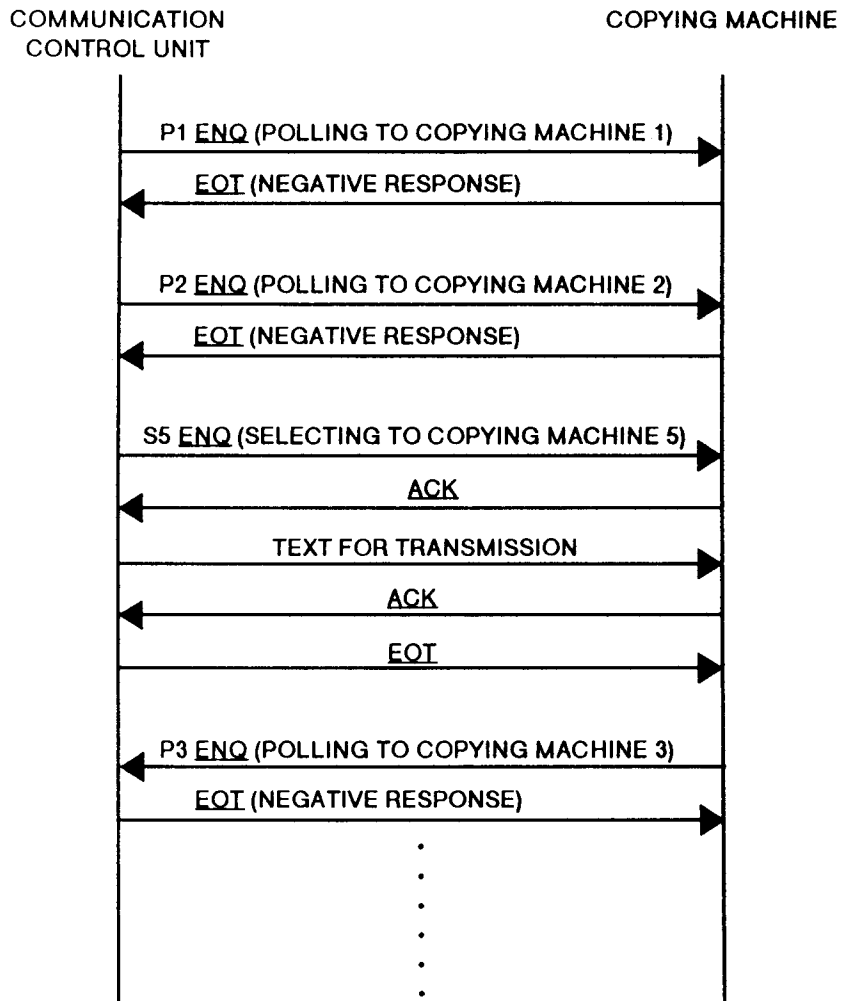 COMMUNICATION
CONTROL UNIT
COPYING MACHINE
P1 ENQ (POLLING TO COPYING MACHINE 1)
EOT (NEGATIVE RESPONSE)
P2 ENQ (POLLING TO COPYING MACHINE 2)
EOT (NEGATIVE RESPONSE)
S5 ENQ (SELECTING TO COPYING MACHINE 5)
ACK
TEXT FOR TRANSMISSION
ACK
EOT
P3 ENQ (POLLING TO COPYING MACHINE 3)
EOT (NEGATIVE RESPONSE)